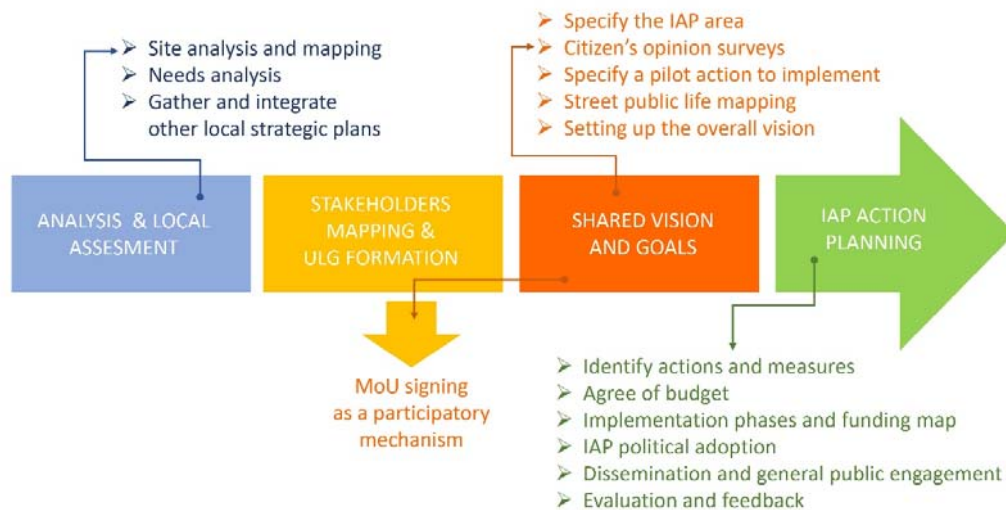 Site analysis and mapping
Needs analysis
Gather and integrate
other local strategic plans
Specify the IAP area
Citizen's opinion surveys
Specify a pilot action to implement
Street public life mapping
Setting up the overall vision
ANALYSIS & LOCAL
ASSESMENT
STAKEHOLDERS
MAPPING &
ULG FORMATION
SHARED VISION
AND GOALS
IAP ACTION
PLANNING
MoU signing
as a participatory
mechanism
Identify actions and measures
Agree of budget
Implementation phases and funding map
IAP political adoption
Dissemination and general public engagement
Evaluation and feedback